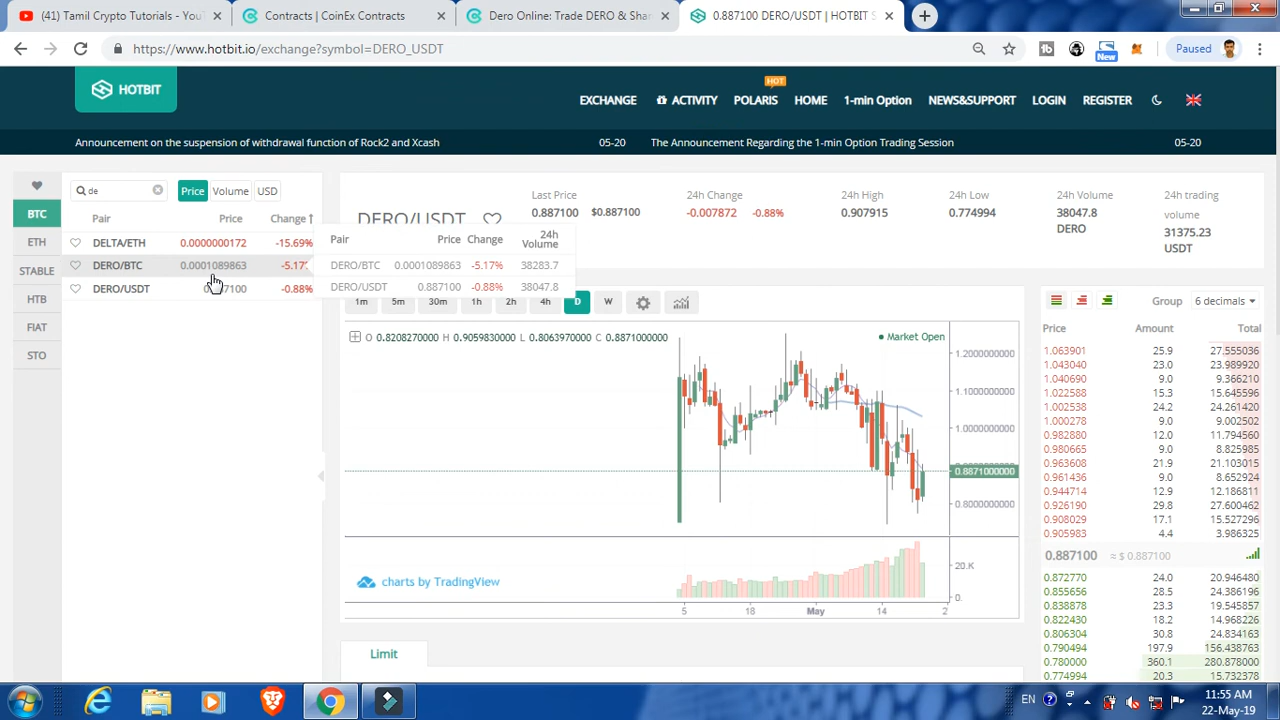 (41) Tamil Crypto Tutorials - YouT
Contracts | CoinEx Contracts
Dero Online: Trade DERO & Sha
0.887100 DERO/USDT | HOTBIT S
https://www.hotbit.io/exchange?symbol=DERO_USDT
New
Paused
HOTBIT
HOT
EXCHANGE ACTIVITY POLARIS HOME 1-min Option NEWS&SUPPORT LOGIN REGISTER
Announcement on the suspension of withdrawal function of Rock2 and Xcash 05-20 The Announcement Regarding the 1-min Option Trading Session 05-20
BTC
ETH
STABLE
HTB
FIAT
STO
de
Price Volume USD
Pair Price Change
DELTA/ETH 0.0000000172 -15.69%
DERO/BTC 0.0001089863 -5.17
DERO/USDT 7100 -0.88%
Pair Price Change 24h Volume
DERO/BTC 0.0001089863 -5.17% 38283.7
DERO/USDT 0.887100 -0.88% 38047.8
DERO/USDT
Last Price
0.887100 $0.887100
24h Change
-0.007872 -0.88%
24h High
0.907915
24h Low
0.774994
24h Volume
38047.8
DERO
24h trading
volume
31375.23
USDT
1m 5m 30m 1h 2h 4h D W
O 0.8208270000 H 0.9059830000 L 0.8063970000 C 0.8871000000
Market Open
1.2000000000
1.1000000000
1.0000000000
0.8871000000
0.8000000000
20.K
0.
charts by TradingView
5 18 May 14 2
Limit
Group 6 decimals
Price Amount Total
1.063901 25.9 27.555036
1.043040 23.0 23.989920
1.040690 9.0 9.366210
1.022588 15.3 15.645596
1.002538 24.2 24.261420
1.000278 9.0 9.002502
0.982880 12.0 11.794560
0.980665 9.0 8.825985
0.963608 21.9 21.103015
0.961406 9.0 8.652924
0.944714 12.9 12.186811
0.926190 29.8 27.600462
0.908029 17.1 15.527296
0.905983 4.4 3.986325
0.887100 ≈ $ 0.887100
0.872770 24.0 20.946480
0.855656 28.5 24.386196
0.838878 23.3 19.545857
0.822430 18.2 14.968226
0.806304 30.8 24.834163
0.790494 197.9 156.438763
0.780000 360.1 280.878000
0.774994 20.3 15.732378
EN
11:55 AM
22-May-19